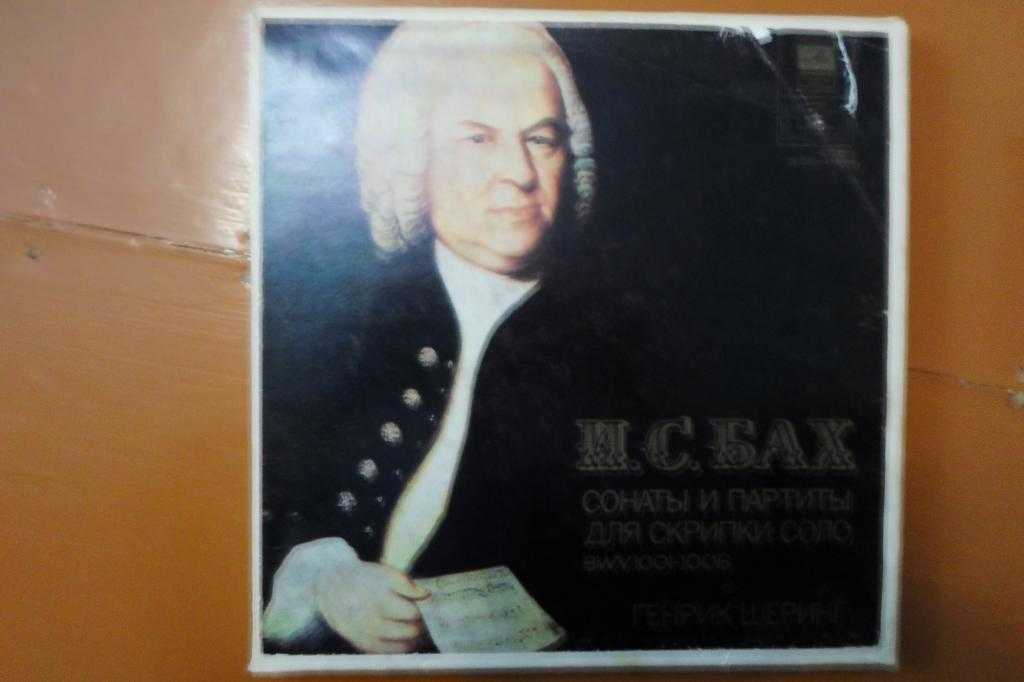 И.С.БАХ
СОНАТЫ И ПАРТИТЫ
ДЛЯ СКРИПКИ СОЛО,
BWV 1001-1006
ГЕНРИК ШЕРИНГ